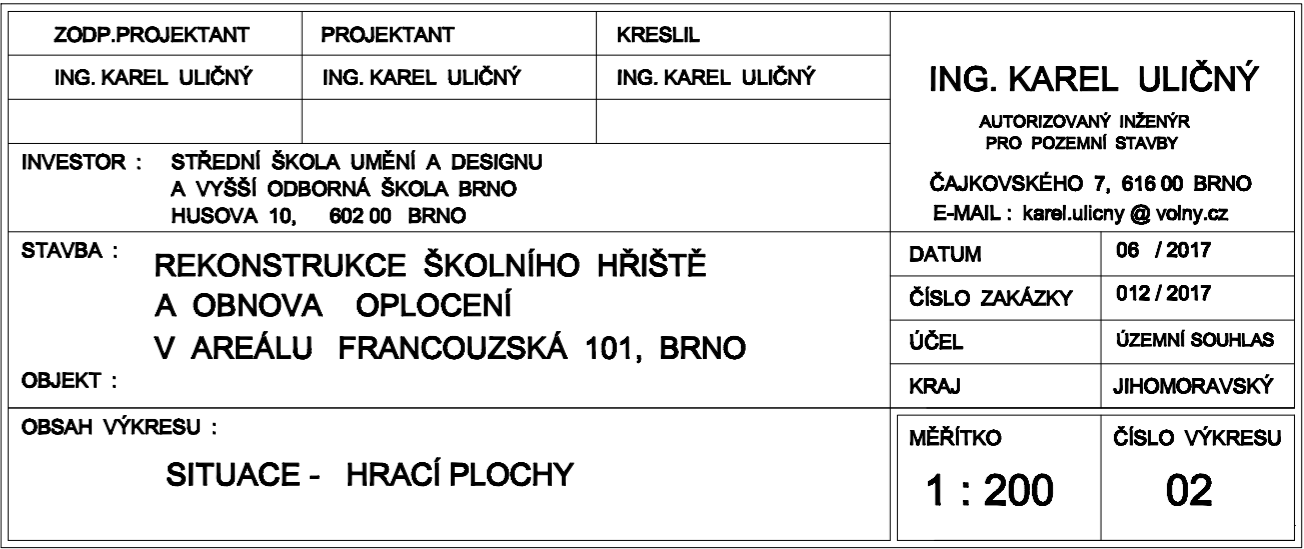 ZODP.PROJEKTANT PROJEKTANT KRESLIL
ING. KAREL ULIČNÝ ING. KAREL ULIČNÝ ING. KAREL ULIČNÝ
INVESTOR : STŘEDNÍ ŠKOLA UMĚNÍ A DESIGNU
A VYŠŠÍ ODBORNÁ ŠKOLA BRNO
HUSOVA 10, 602 00 BRNO
ING. KAREL ULIČNÝ
AUTORIZOVANÝ INŽENÝR
PRO POZEMNÍ STAVBY
ČAJKOVSKÉHO 7, 616 00 BRNO
E-MAIL : karel.ulicny @ volny.cz
STAVBA :
REKONSTRUKCE ŠKOLNÍHO HŘIŠTĚ
A OBNOVA OPLOCENÍ
V AREÁLU FRANCOUZSKÁ 101, BRNO
OBJEKT :
DATUM 06 / 2017
ČÍSLO ZAKÁZKY 012 / 2017
ÚČEL ÚZEMNÍ SOUHLAS
KRAJ JIHOMORAVSKÝ
OBSAH VÝKRESU :
SITUACE - HRACÍ PLOCHY
MĚŘÍTKO ČÍSLO VÝKRESU
1 : 200 02